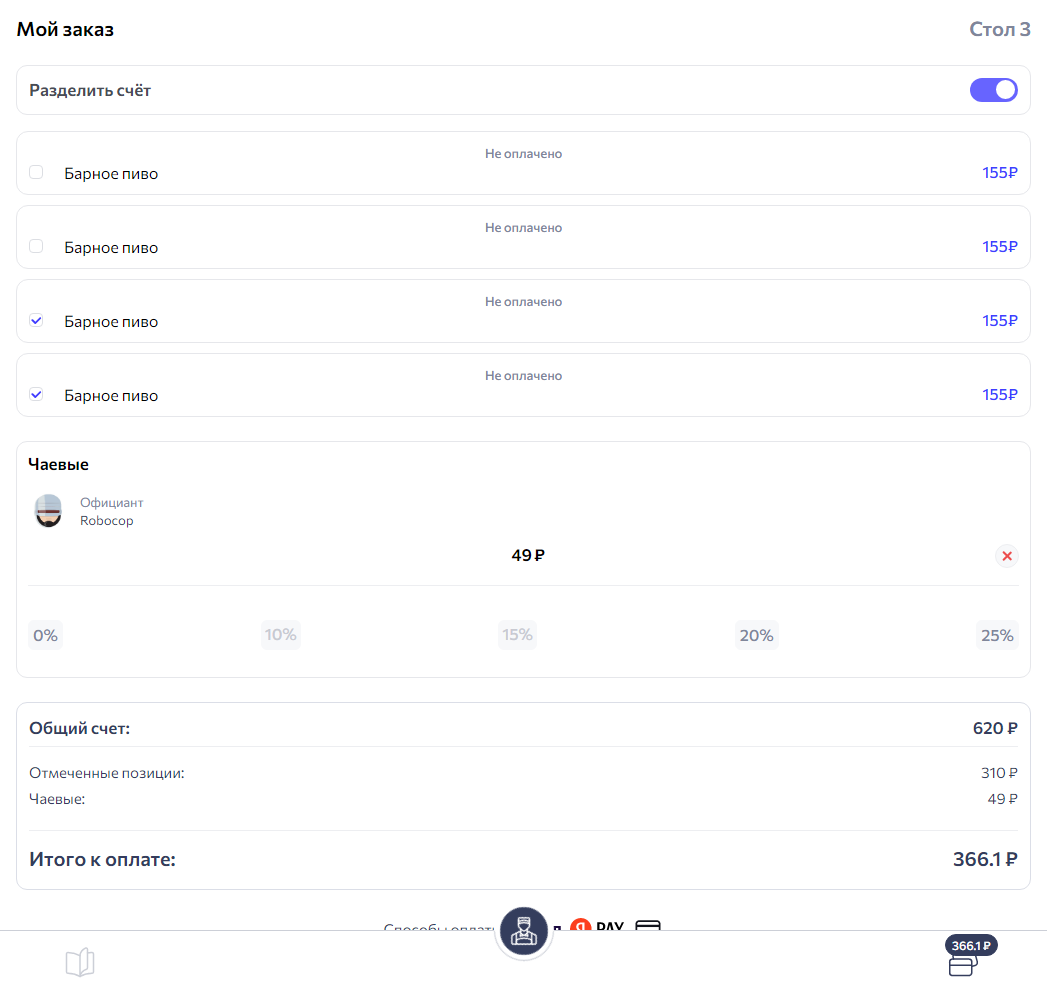 Мой заказ
Стол 3
Разделить счёт
Не оплачено
Барное пиво
155₽
Не оплачено
Барное пиво
155₽
Не оплачено
Барное пиво
155₽
Не оплачено
Барное пиво
155₽
Чаевые
Официант
Robocop
49 ₽
0%
10%
15%
20%
25%
Общий счет:
620 ₽
Отмеченные позиции:
310 ₽
Чаевые:
49 ₽
Итого к оплате:
366.1 ₽
Способы
Я PAY
366.1 ₽